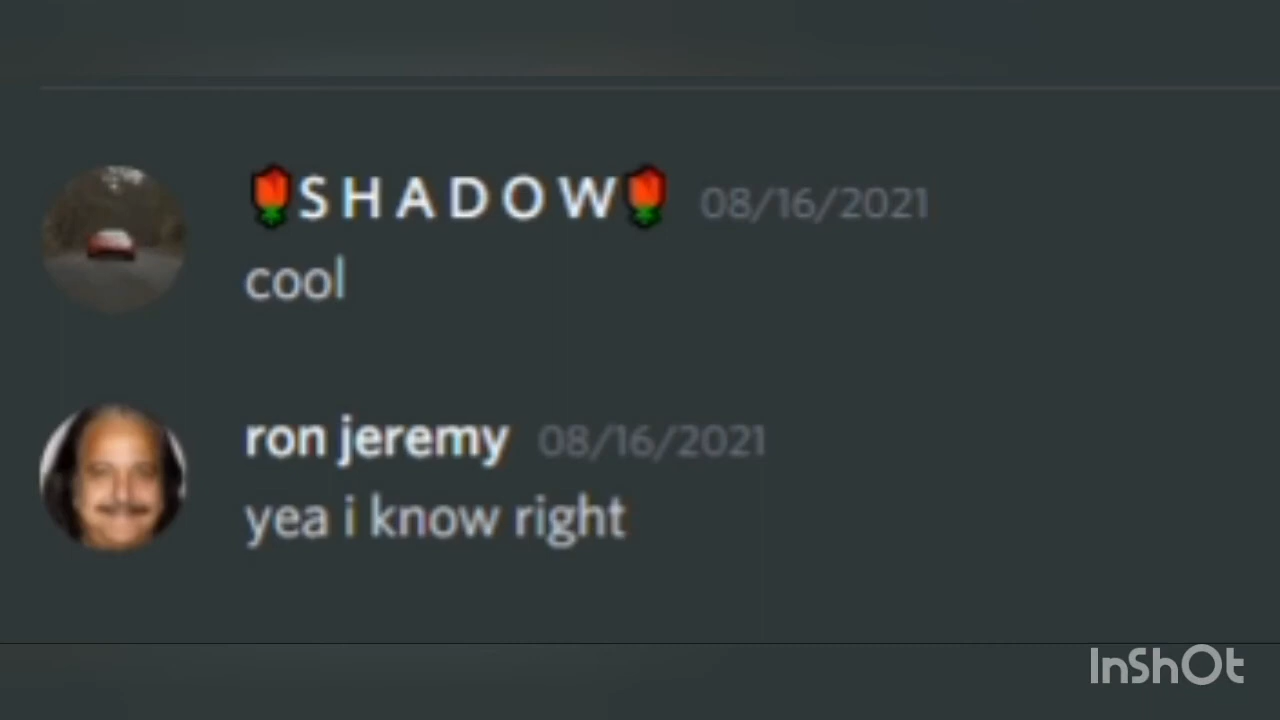 🌹S H A D O W🌹 08/16/2021
cool
ron jeremy 08/16/2021
yea i know right
InShOt